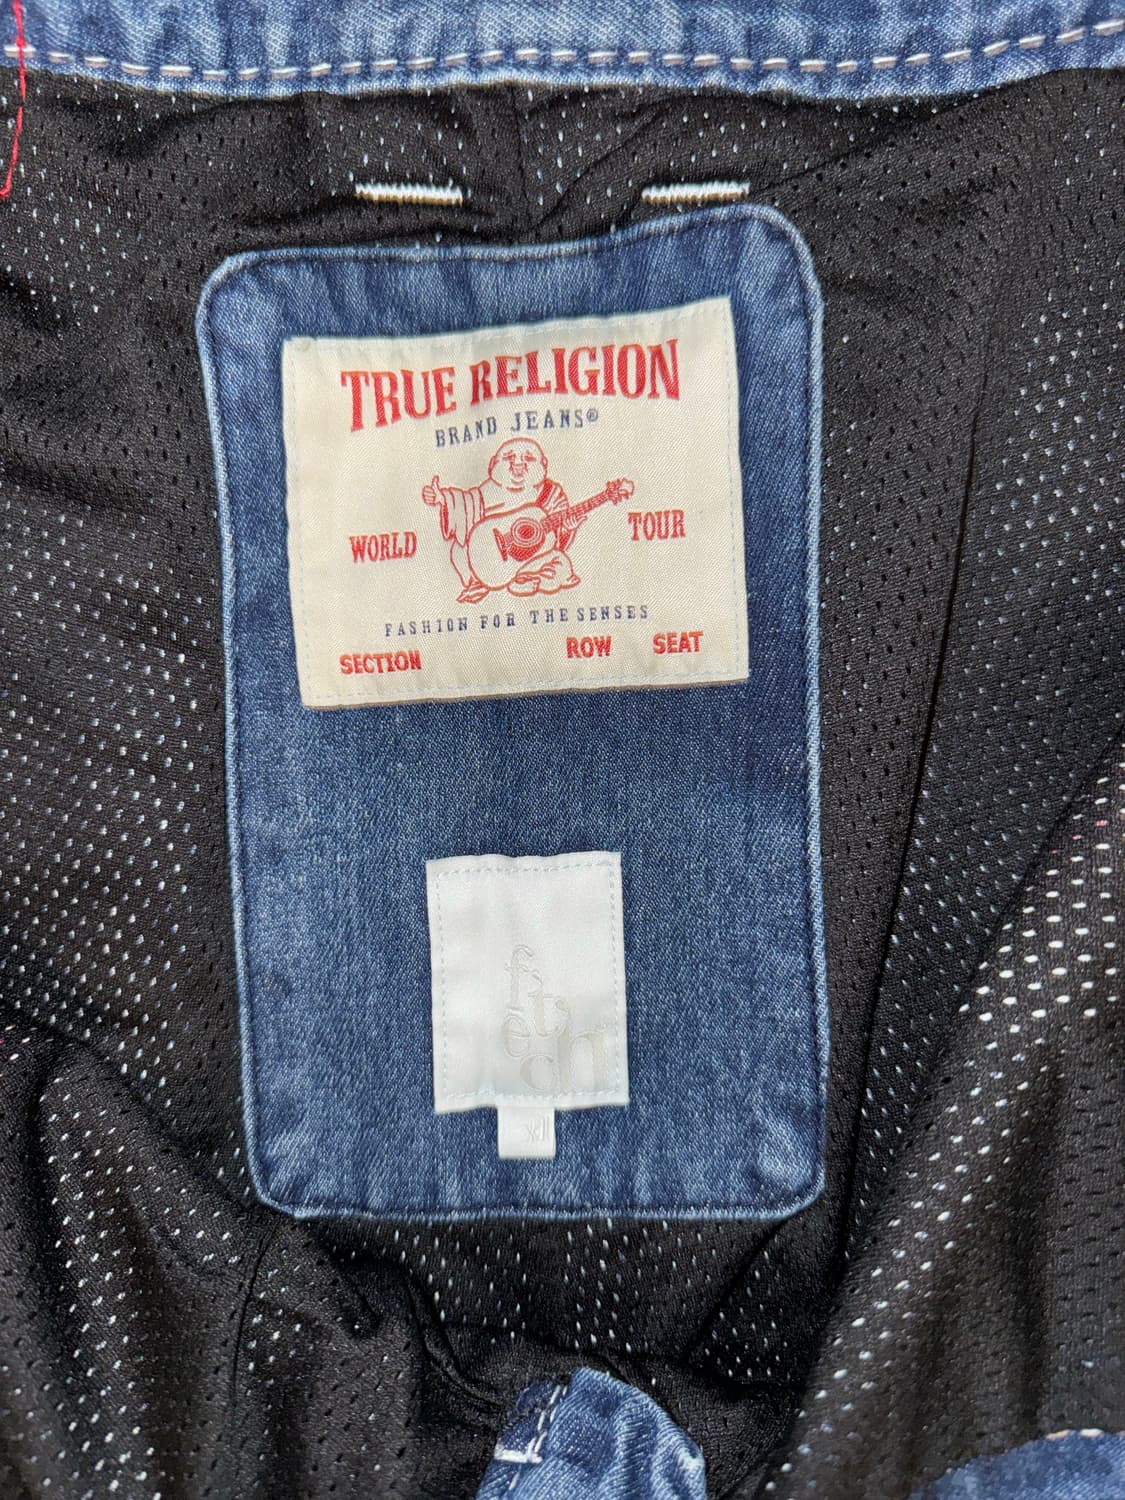 TRUE RELIGION
BRAND JEANS®
WORLD TOUR
FASHION FOR THE SENSES
SECTION ROW SEAT
XL